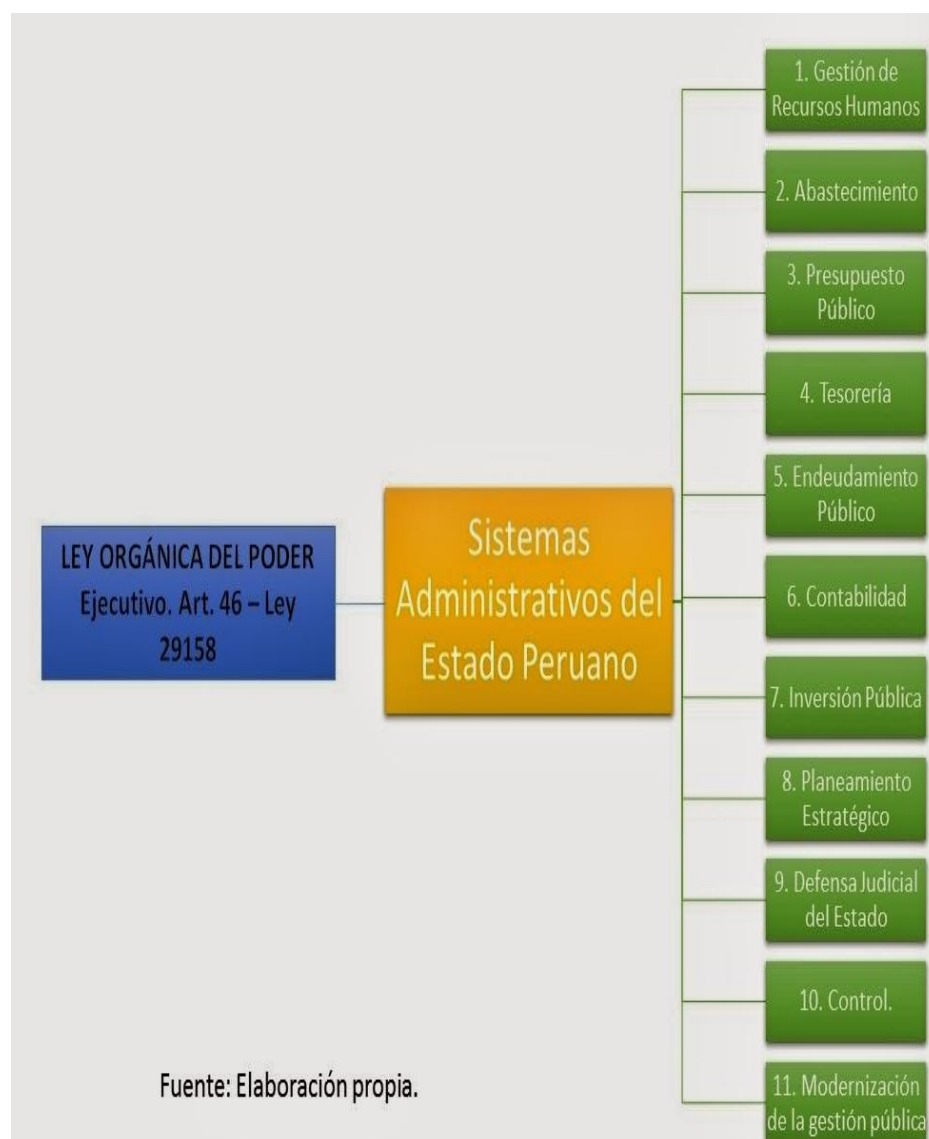 LEY ORGÁNICA DEL PODER
Ejecutivo. Art. 46 – Ley
29158
Sistemas
Administrativos del
Estado Peruano
1. Gestión de
Recursos Humanos
2. Abastecimiento
3. Presupuesto
Público
4. Tesorería
5. Endeudamiento
Público
6. Contabilidad
7. Inversión Pública
8. Planeamiento
Estratégico
9. Defensa Judicial
del Estado
10. Control.
11. Modernización
de la gestión pública
Fuente: Elaboración propia.